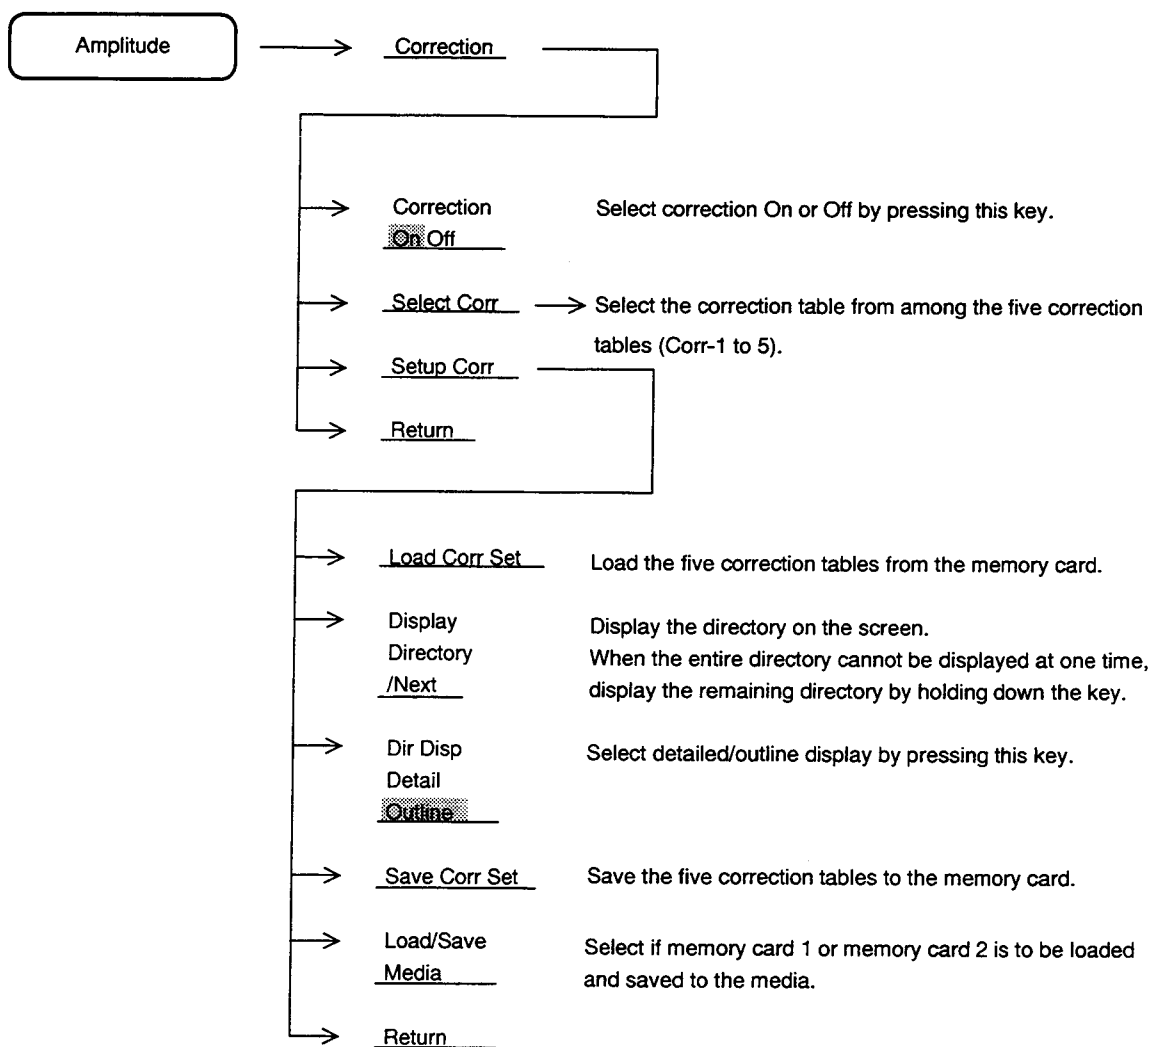 Amplitude
Correction
Correction
Select correction On or Off by pressing this key.
On Off
Select Corr
Select the correction table from among the five correction
tables (Corr-1 to 5).
Setup Corr
Return
Load Corr Set
Load the five correction tables from the memory card.
Display
Directory
/Next
Display the directory on the screen.
When the entire directory cannot be displayed at one time,
display the remaining directory by holding down the key.
Dir Disp
Detail
Outline
Select detailed/outline display by pressing this key.
Save Corr Set
Save the five correction tables to the memory card.
Load/Save
Media
Select if memory card 1 or memory card 2 is to be loaded
and saved to the media.
Return